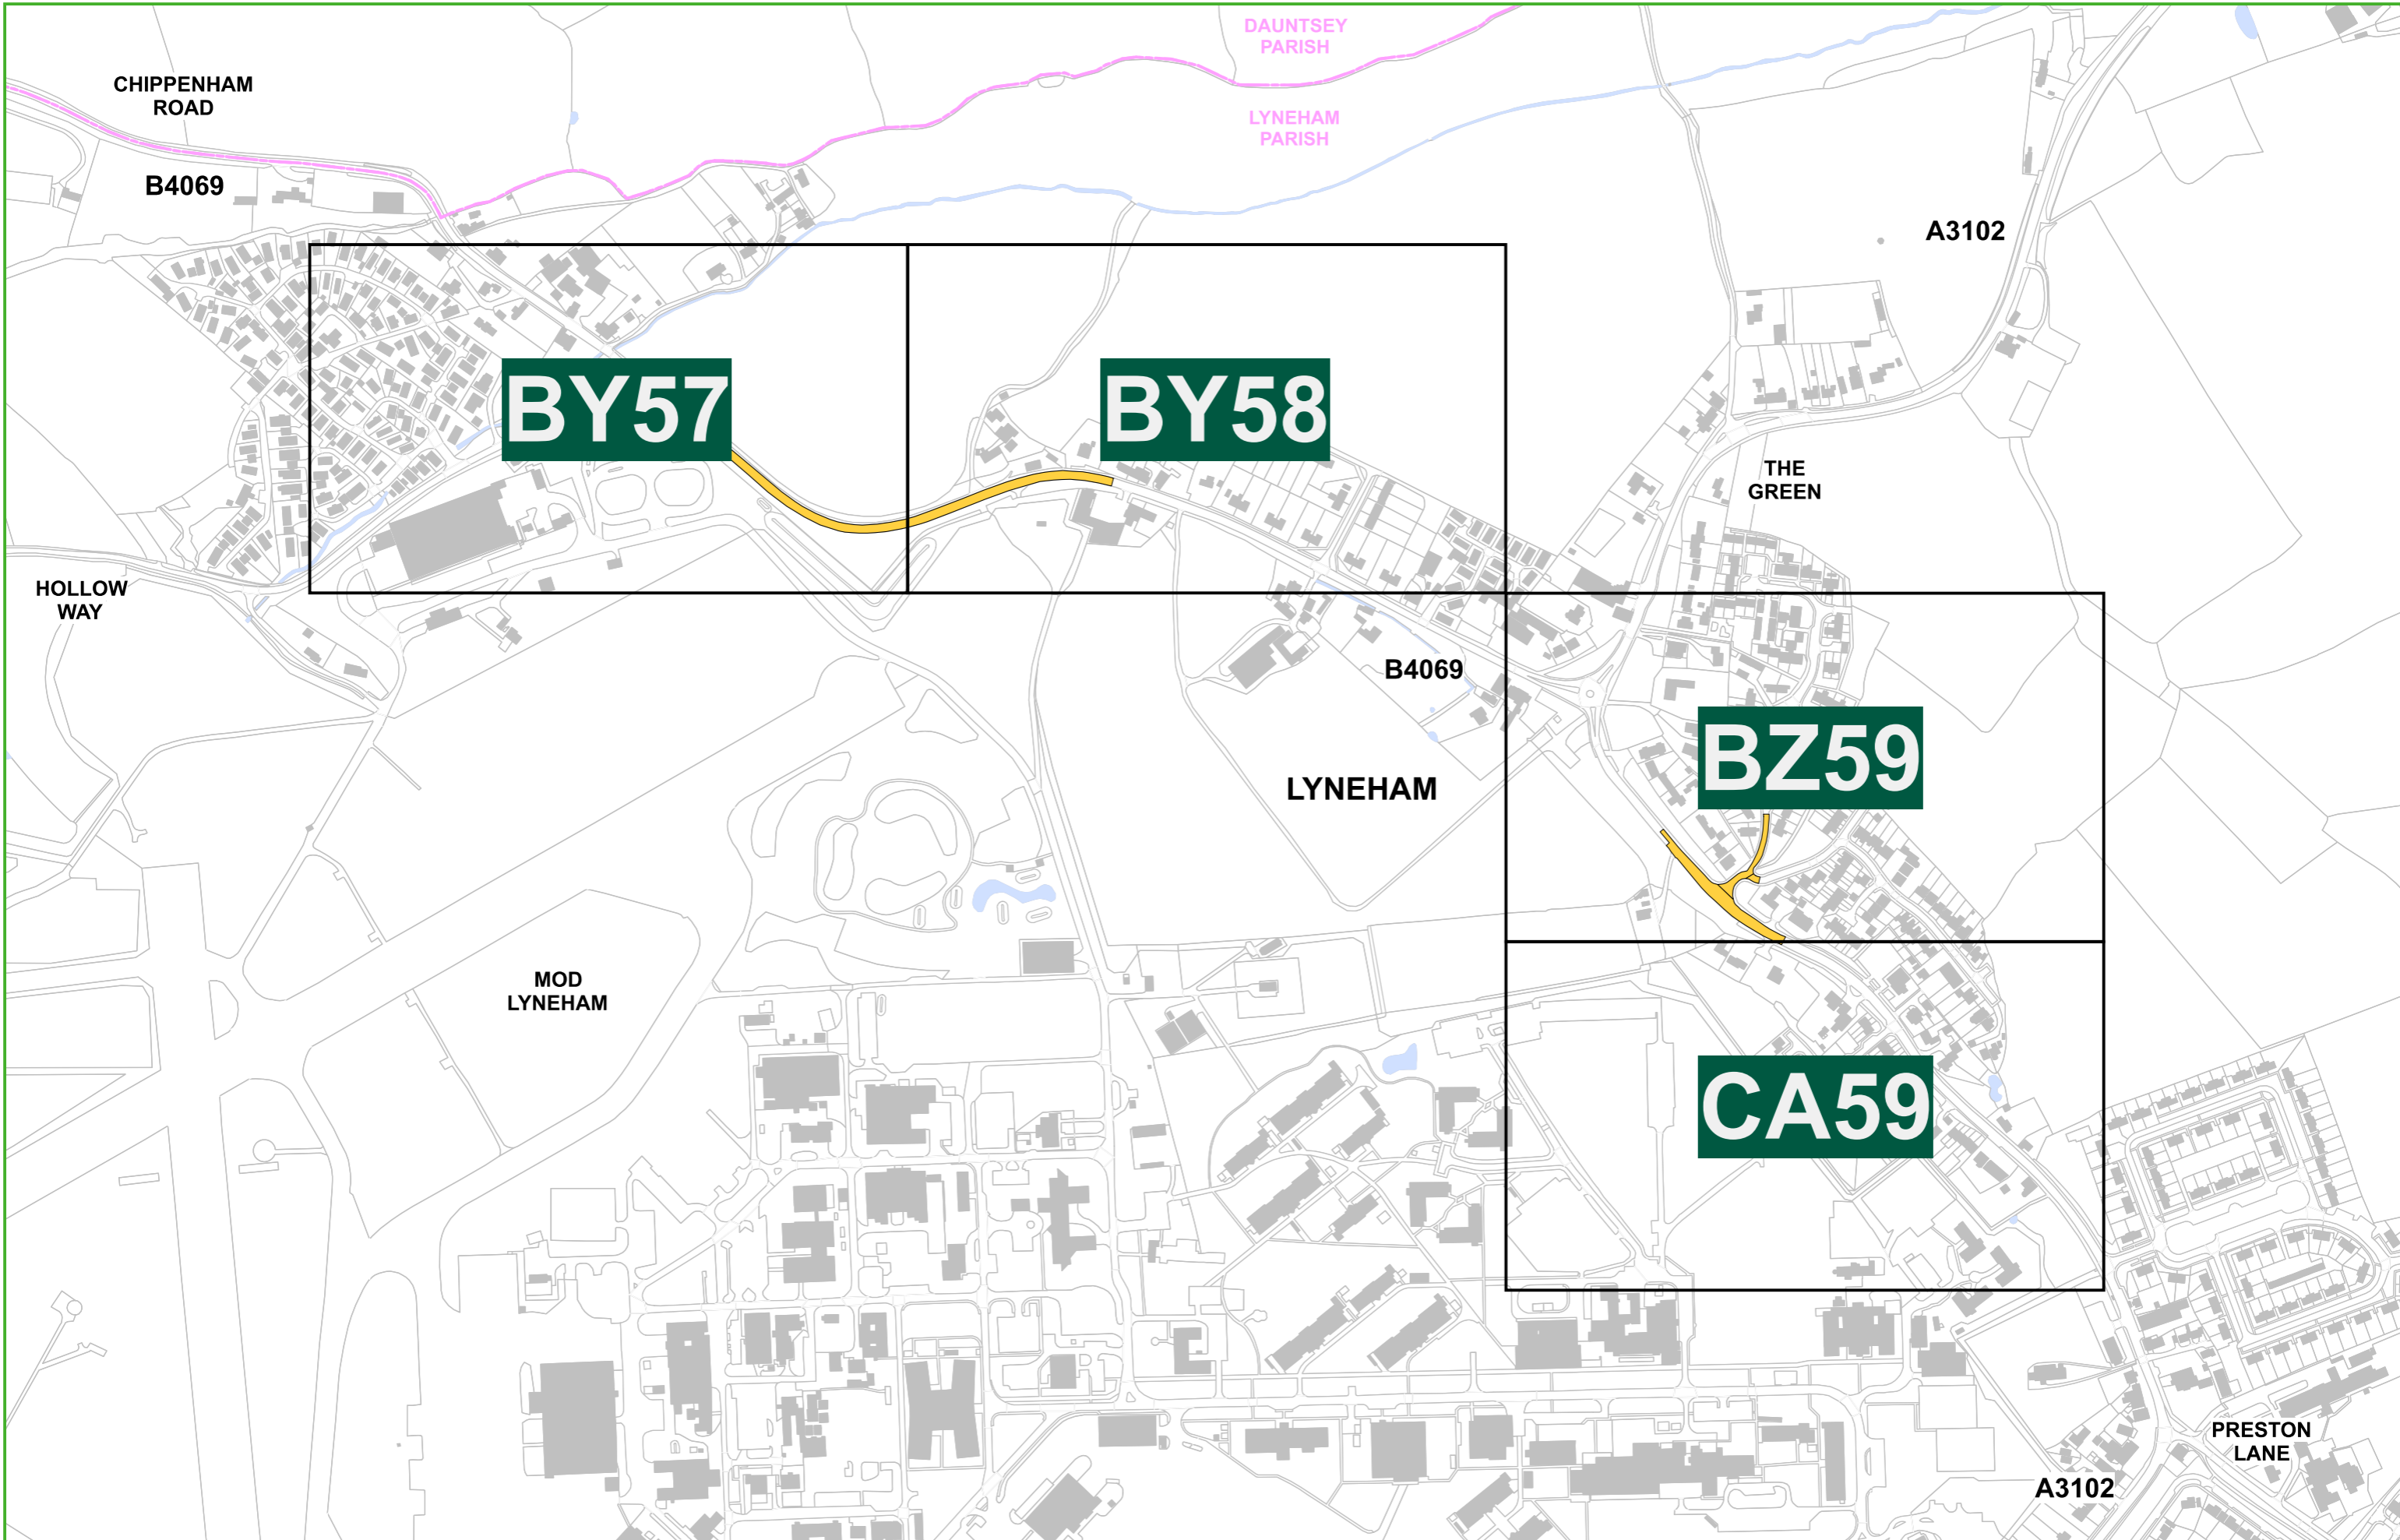 DAUNTSEY
PARISH
CHIPPENHAM
ROAD
LYNEHAM
PARISH
B4069
A3102
BY57
BY58
THE
GREEN
HOLLOW
WAY
B4069
BZ59
LYNEHAM
MOD
LYNEHAM
CA59
PRESTON
LANE
A3102